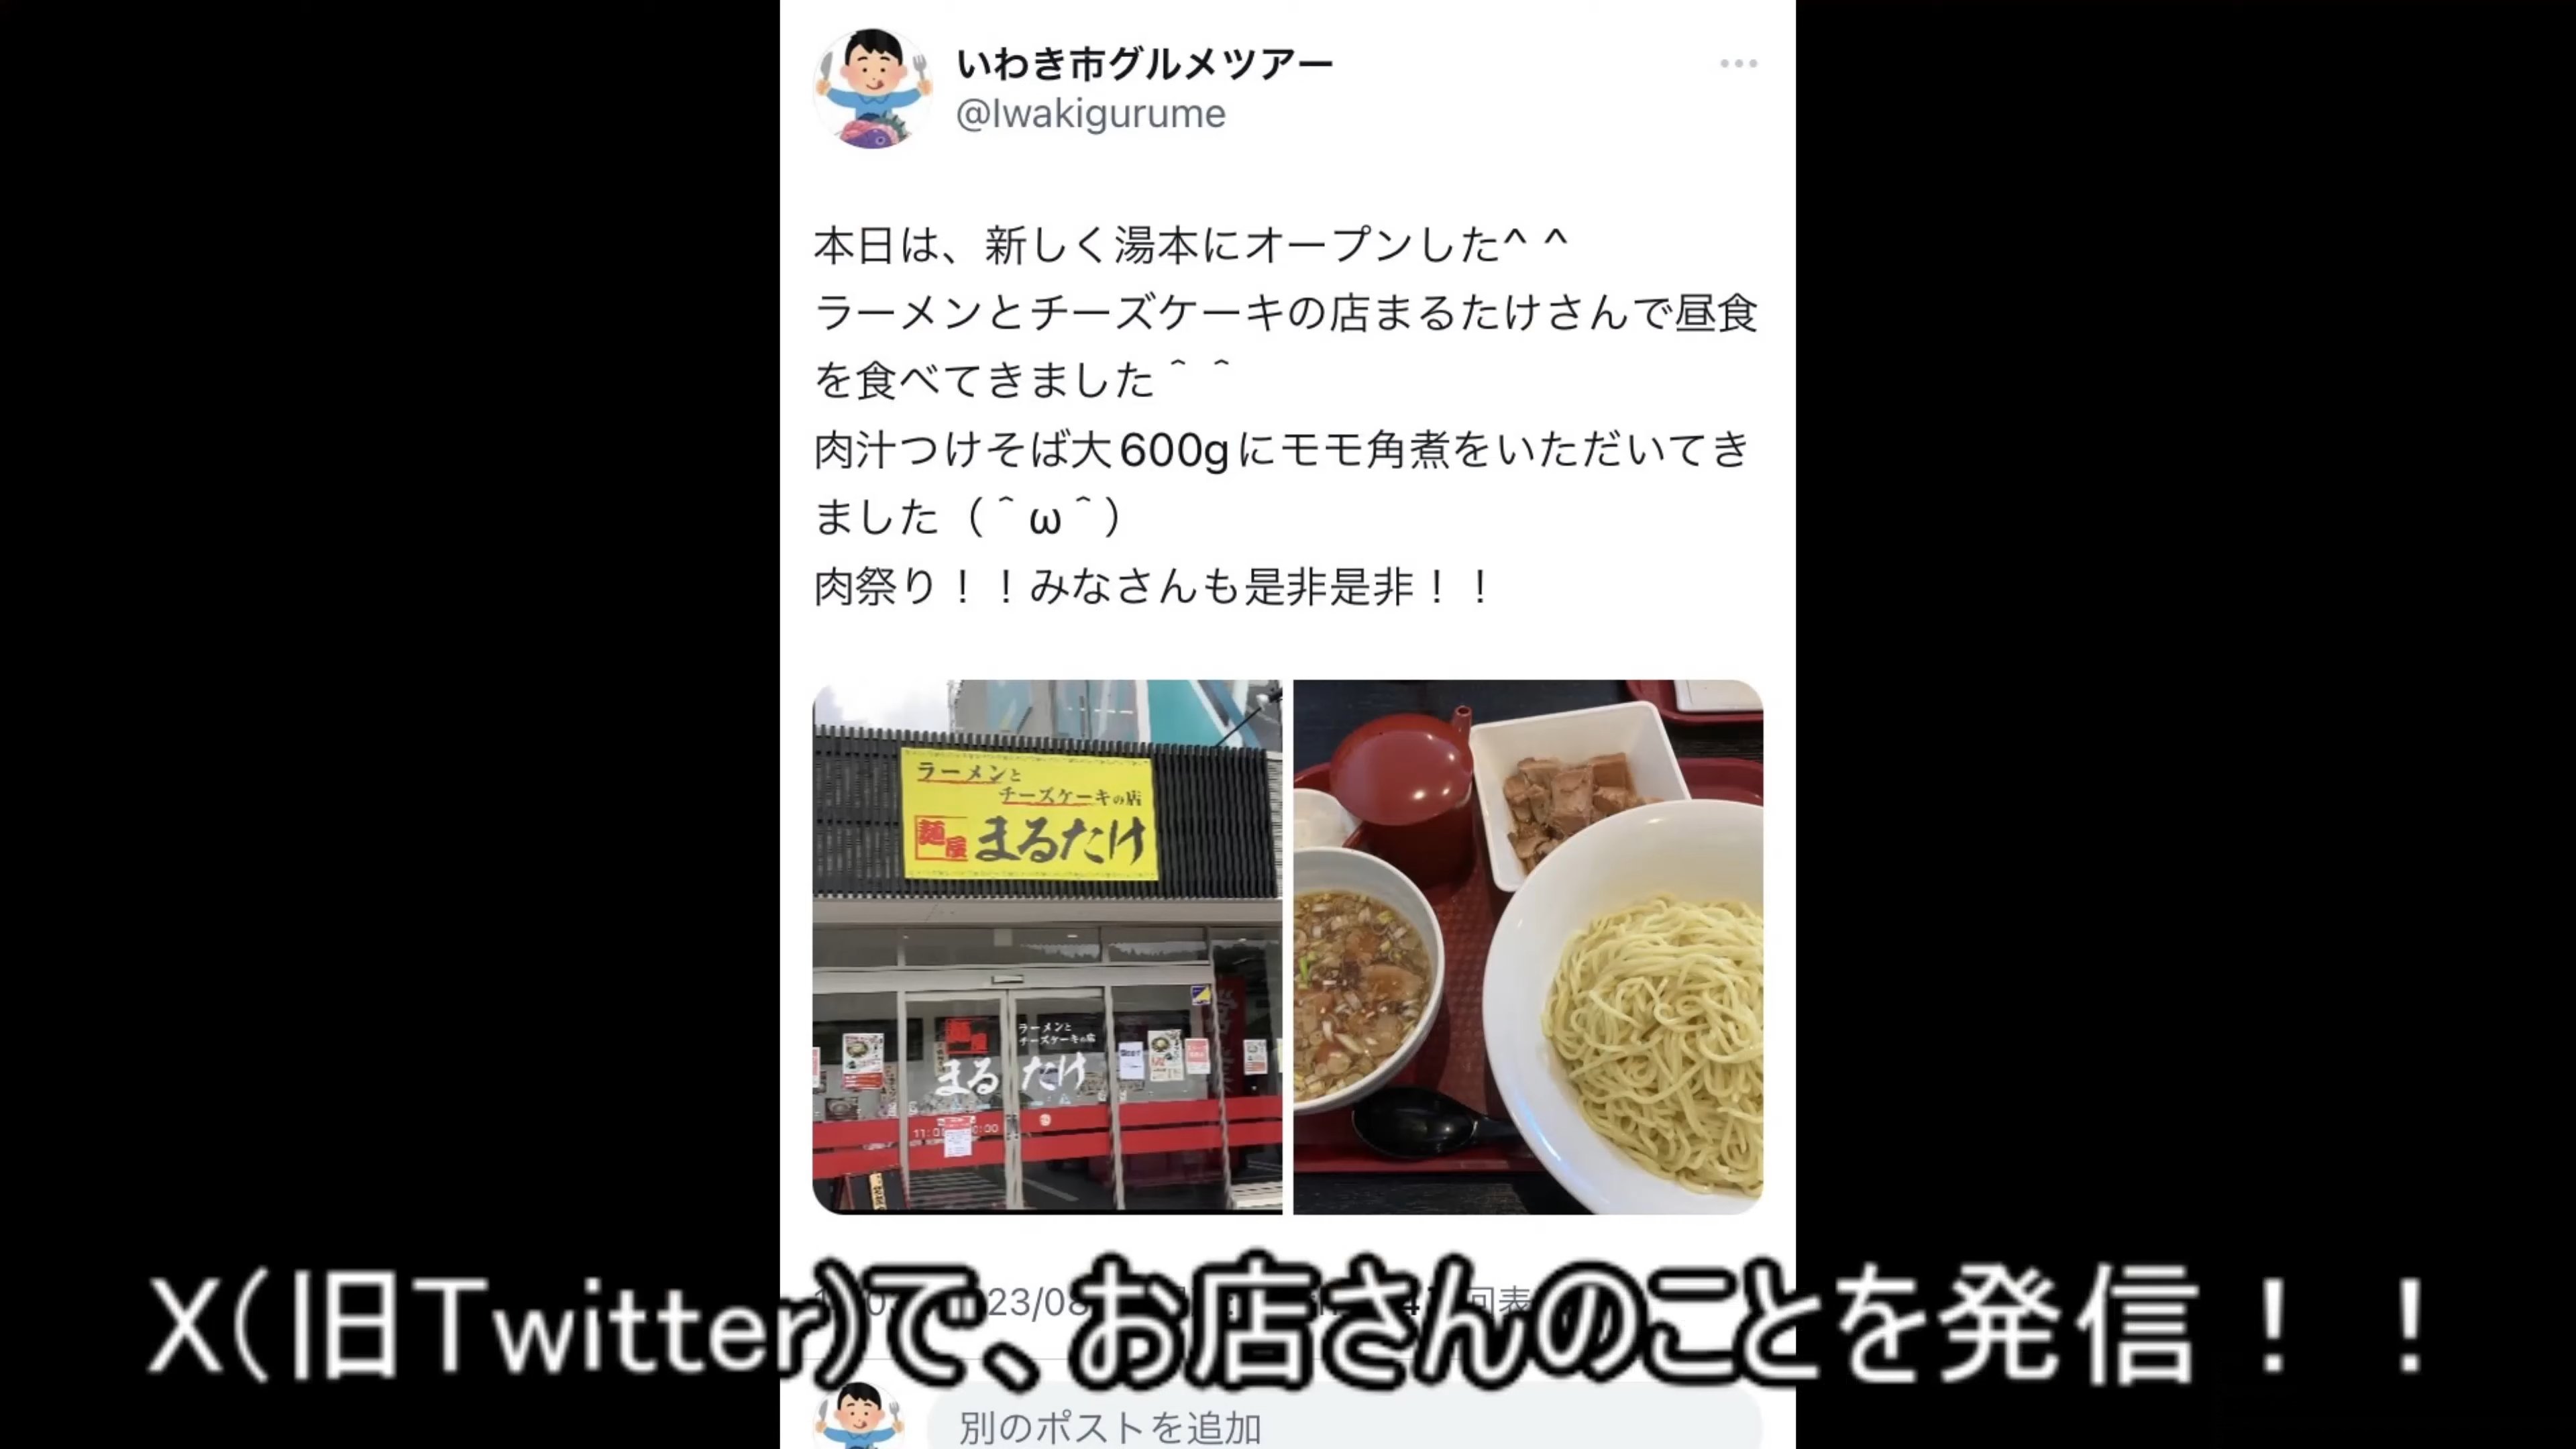 いわき市グルメツアー
@Iwakigurume
本日は、新しく湯本にオープンした^ ^
ラーメンとチーズケーキの店まるたけさんで昼食
を食べてきました＾＾
肉汁つけそば大600gにモモ角煮をいただいてき
ました（＾ω＾）
肉祭り！！みなさんも是非是非！！
ラーメンと
チーズケーキの店
麺屋 まるたけ
麺屋
ラーメンと
チーズケーキの店
まるたけ
23/08
X(旧Twitter)で、お店さんのことを発信！！
別のポストを追加